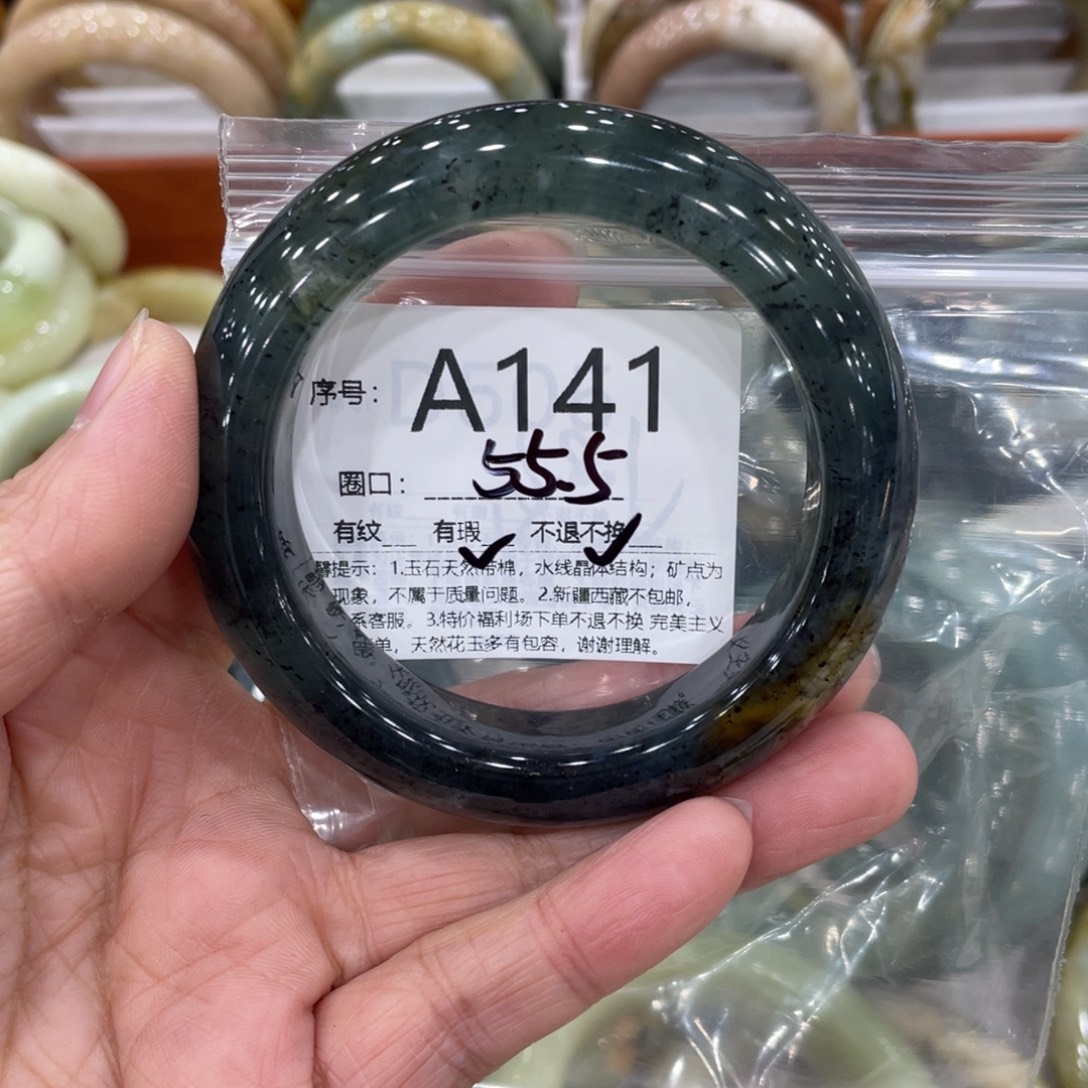 序号: A141
圈口: 55.5
有纹 有瑕 ✓ 不退不换 ✓
提示: 1.玉石天然带棉, 水线晶体结构; 矿点为
现象, 不属于质量问题。2.新疆西藏不包邮,
系客服。3.特价福利场下单不退不换 完美主义
单, 天然花玉多有包容, 谢谢理解。